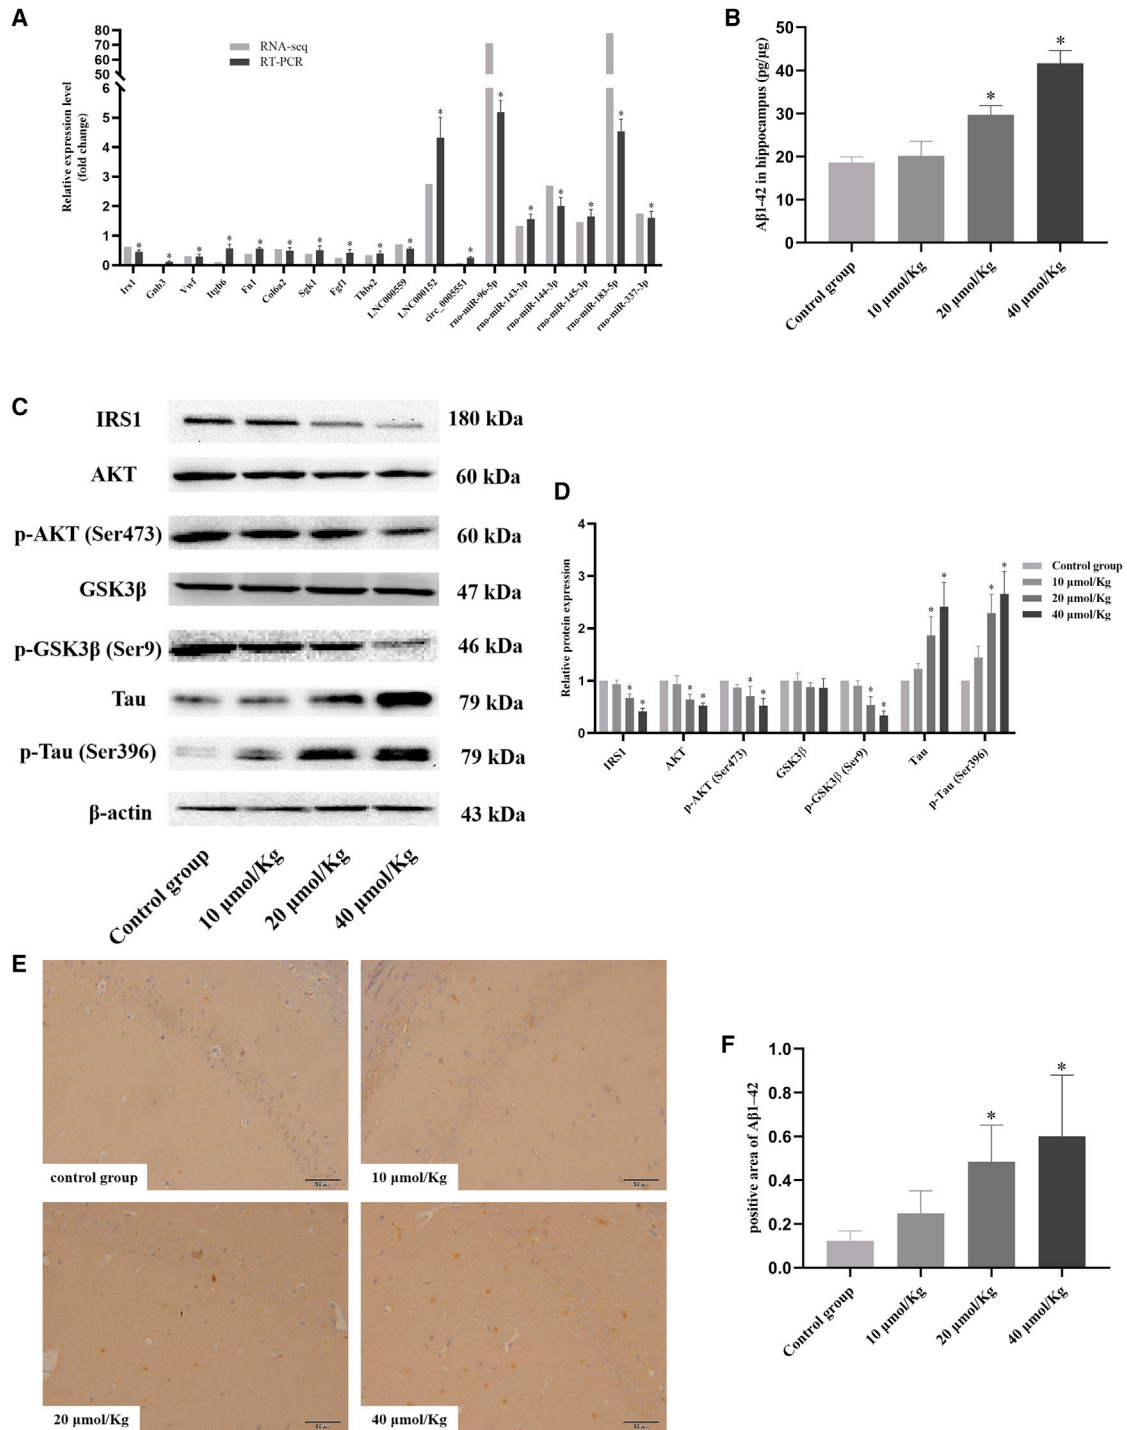 A
80
70
60
50
6
5
4
3
2
1
0
Relative expression level
(fold change)
RNA-seq
RT-PCR
* * * * * * * * * * * * * * * * * *
Irs1
Gnb3
Vwf
Itgb6
Fn1
Col6a2
Sgk1
Fgf1
Thbs2
LNC000559
LNC000152
circ_0005551
rno-miR-96-5p
rno-miR-143-3p
rno-miR-144-3p
rno-miR-145-3p
rno-miR-183-5p
rno-miR-337-3p
B
50
40
30
20
10
0
Aβ1-42 in hippocampus (pg/μg)
* *
Control group
10 μmol/Kg
20 μmol/Kg
40 μmol/Kg
C
IRS1 180 kDa
AKT 60 kDa
p-AKT (Ser473) 60 kDa
GSK3β 47 kDa
p-GSK3β (Ser9) 46 kDa
Tau 79 kDa
p-Tau (Ser396) 79 kDa
β-actin 43 kDa
Control group
10 μmol/Kg
20 μmol/Kg
40 μmol/Kg
D
4
3
2
1
0
Relative protein expression
Control group
10 μmol/Kg
20 μmol/Kg
40 μmol/Kg
* * * * * * * * * * * *
IRS1
AKT
p-AKT (Ser473)
GSK3β
p-GSK3β (Ser9)
Tau
p-Tau (Ser396)
E
control group
10 μmol/Kg
20 μmol/Kg
40 μmol/Kg
F
1.0
0.8
0.6
0.4
0.2
0.0
positive area of Aβ1–42
* *
Control group
10 μmol/Kg
20 μmol/Kg
40 μmol/Kg